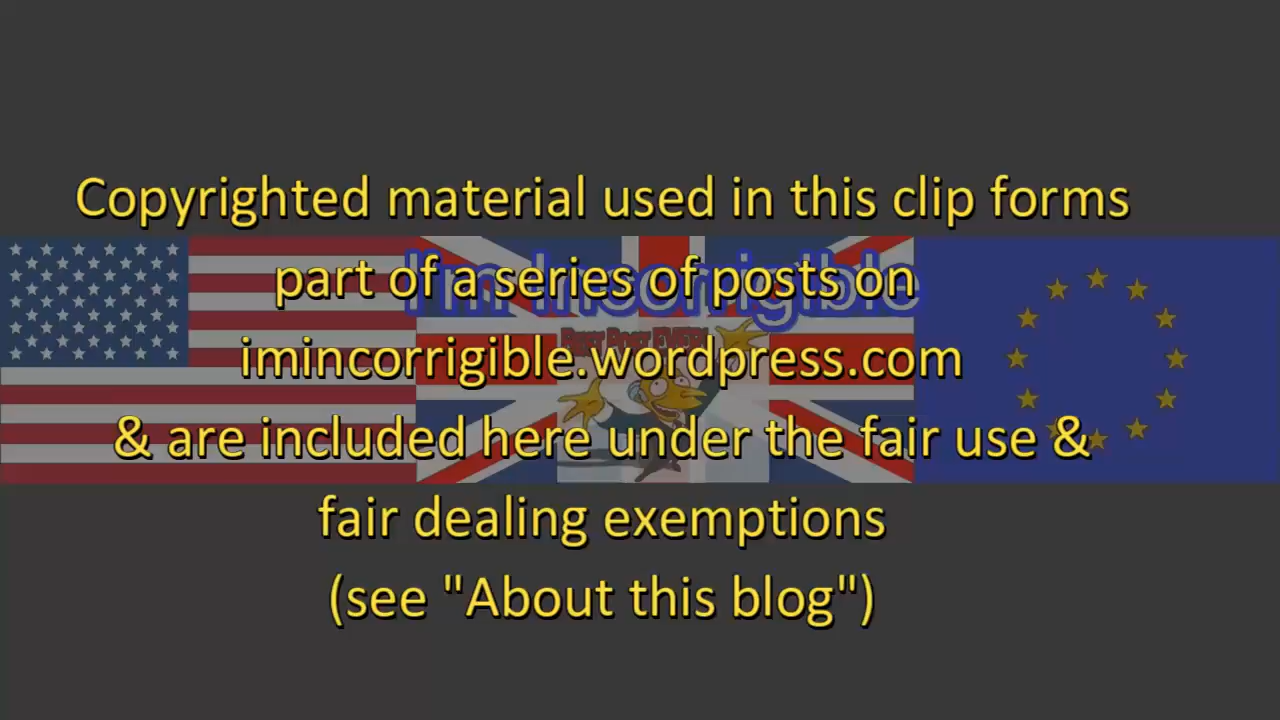 Copyrighted material used in this clip forms
part of a series of posts on
I'm Incorrigible
imincorrigible.wordpress.com
& are included here under the fair use &
fair dealing exemptions
(see "About this blog")